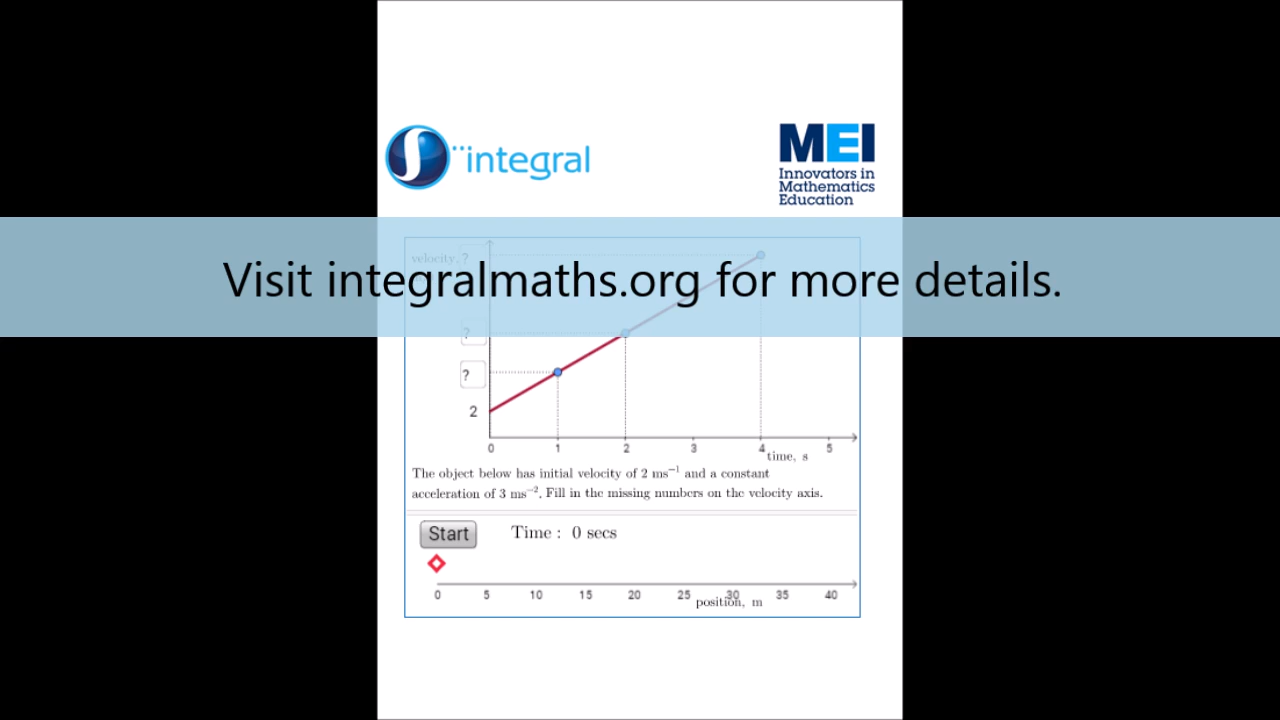 integral
MEI
Innovators in
Mathematics
Education
Visit integralmaths.org for more details.
velocity, ?
?
?
2
0 1 2 3 4 5
time, s
The object below has initial velocity of 2 ms⁻¹ and a constant
acceleration of 3 ms⁻². Fill in the missing numbers on the velocity axis.
Start Time : 0 secs
0 5 10 15 20 25 30 35 40
position, m